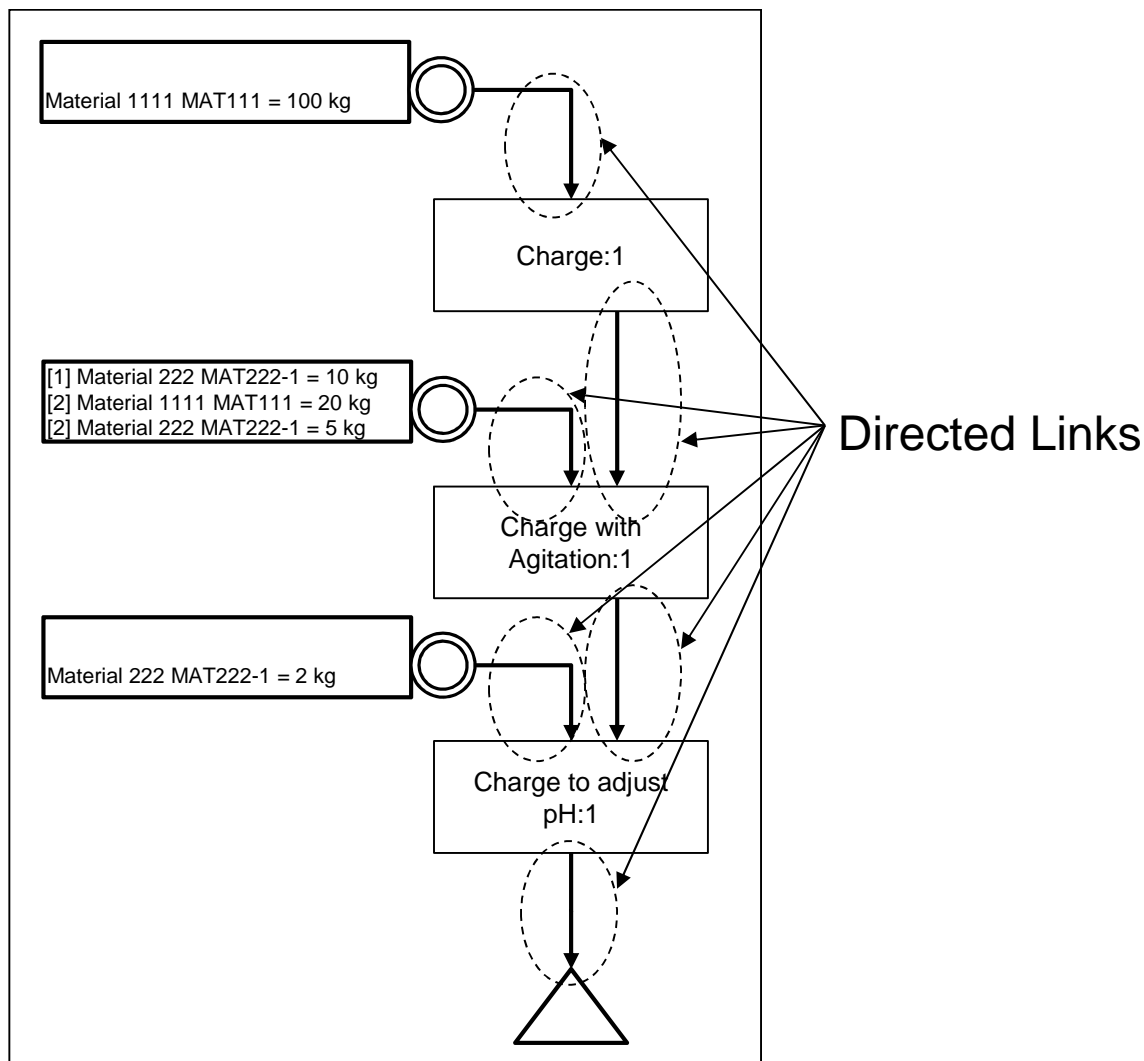 Material 1111 MAT111 = 100 kg
Charge:1
[1] Material 222 MAT222-1 = 10 kg
[2] Material 1111 MAT111 = 20 kg
[2] Material 222 MAT222-1 = 5 kg
Directed Links
Charge with
Agitation:1
Material 222 MAT222-1 = 2 kg
Charge to adjust
pH:1